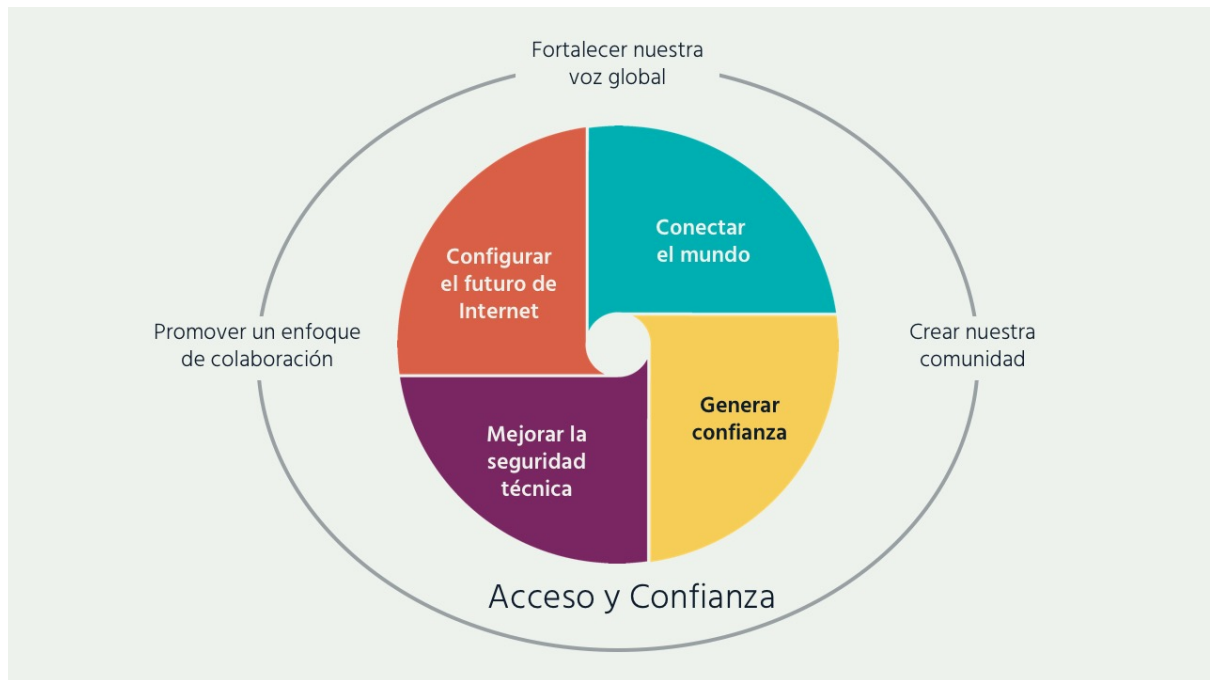 Fortalecer nuestra
voz global
Conectar
el mundo
Configurar
el futuro de
Internet
Promover un enfoque
de colaboración
Crear nuestra
comunidad
Generar
confianza
Mejorar la
seguridad
técnica
Acceso y Confianza